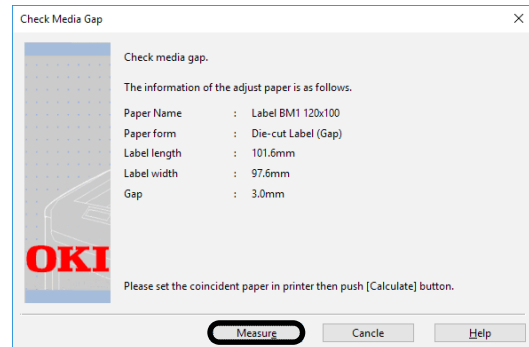 Check Media Gap
Check media gap.
The information of the adjust paper is as follows.
Paper Name : Label BM1 120x100
Paper form : Die-cut Label (Gap)
Label length : 101.6mm
Label width : 97.6mm
Gap : 3.0mm
OKI
Please set the coincident paper in printer then push [Calculate] button.
Measure Cancle Help